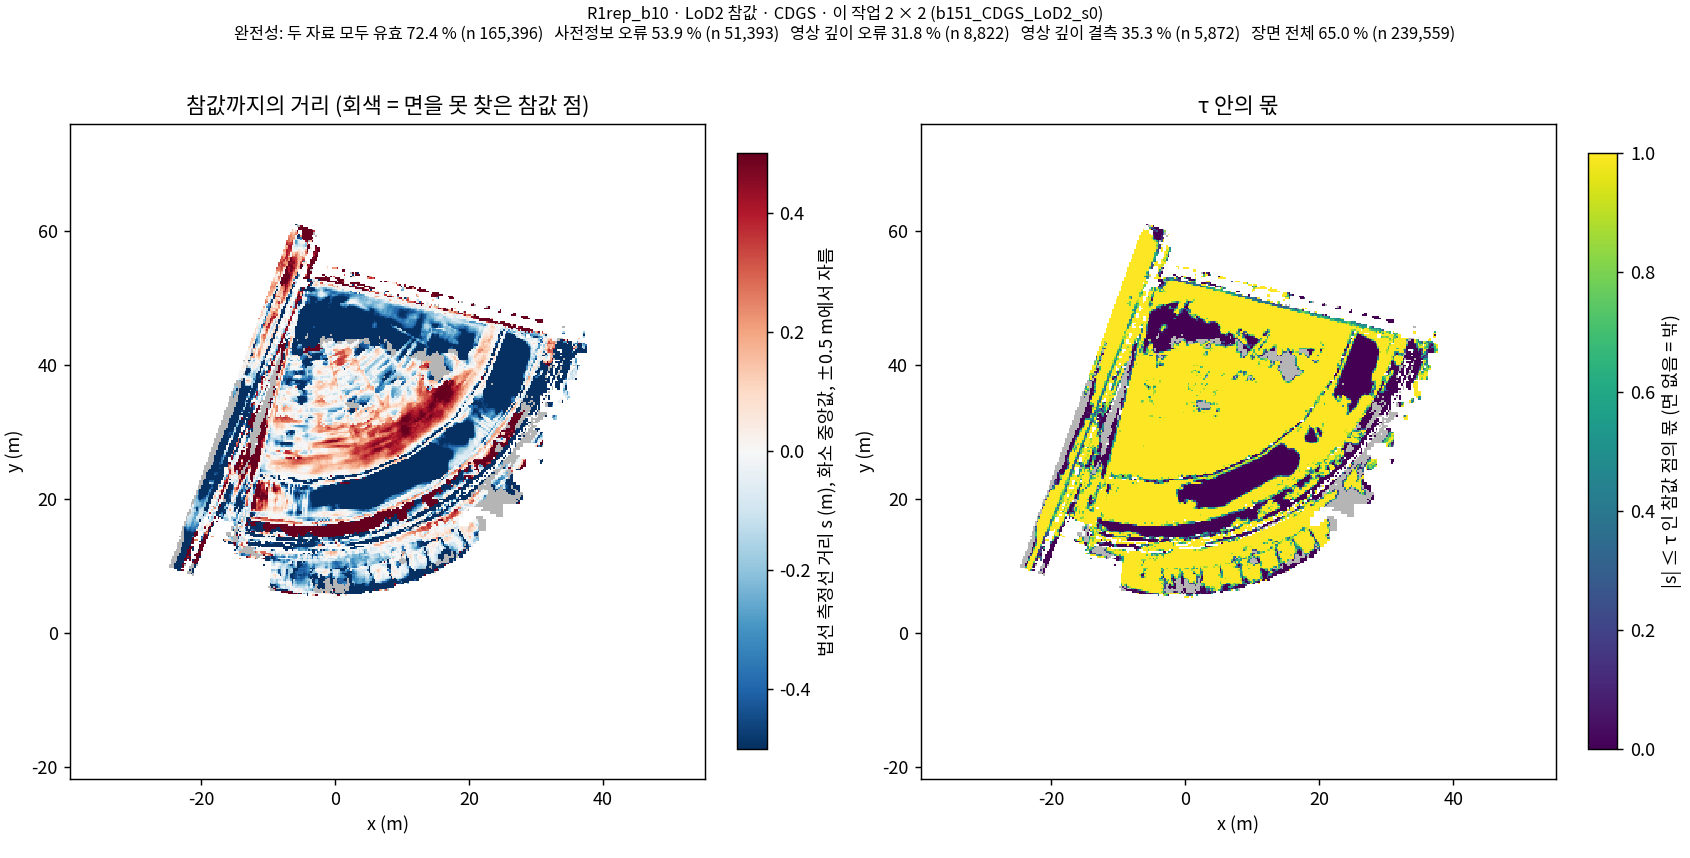 R1rep_b10 · LoD2 참값 · CDGS · 이 작업 2 × 2 (b151_CDGS_LoD2_s0)
완전성: 두 자료 모두 유효 72.4 % (n 165,396)   사전정보 오류 53.9 % (n 51,393)   영상 깊이 오류 31.8 % (n 8,822)   영상 깊이 결측 35.3 % (n 5,872)   장면 전체 65.0 % (n 239,559)
참값까지의 거리 (회색 = 면을 못 찾은 참값 점)
60
40
20
0
-20
y (m)
-20
0
20
40
x (m)
0.4
0.2
0.0
-0.2
-0.4
법선 측정선 거리 s (m), 화소 중앙값, ±0.5 m에서 자름
τ 안의 몫
60
40
20
0
-20
y (m)
-20
0
20
40
x (m)
1.0
0.8
0.6
0.4
0.2
0.0
|s| ≤ τ 인 참값 점의 몫 (면 없음 = 밖)